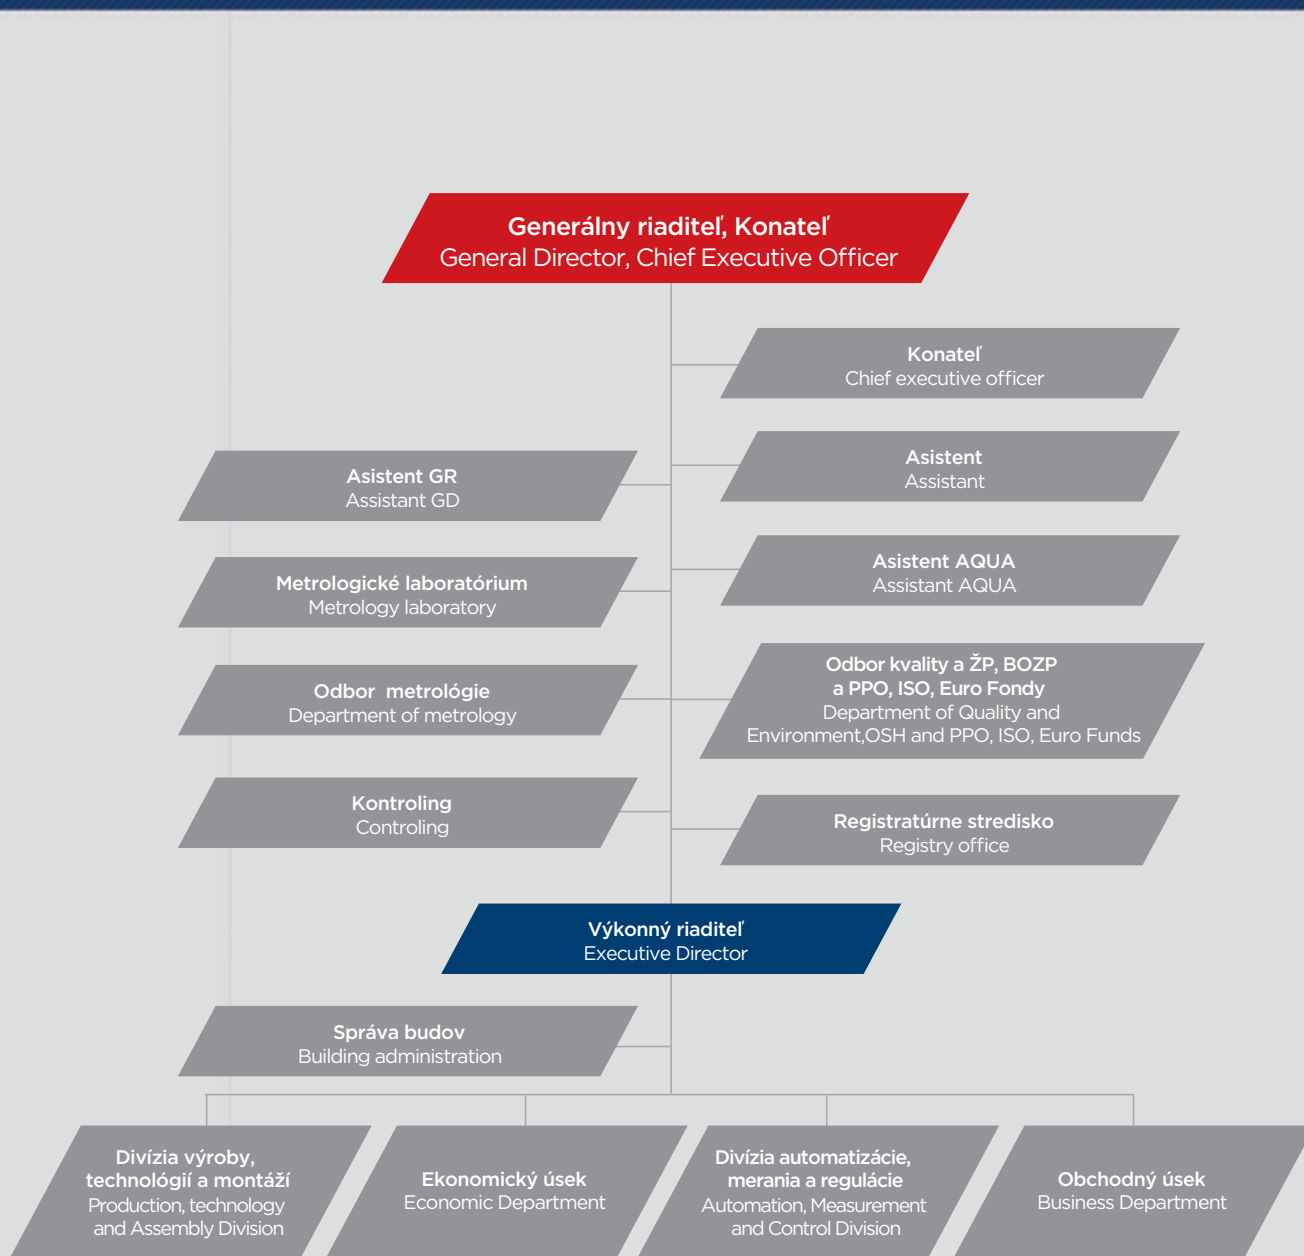 Generálny riaditeľ, Konateľ
General Director, Chief Executive Officer
Konateľ
Chief executive officer
Asistent
Assistant
Asistent GR
Assistant GD
Asistent AQUA
Assistant AQUA
Metrologické laboratórium
Metrology laboratory
Odbor kvality a ŽP, BOZP
a PPO, ISO, Euro Fondy
Department of Quality and
Environment,OSH and PPO, ISO, Euro Funds
Odbor metrológie
Department of metrology
Kontroling
Controling
Registratúrne stredisko
Registry office
Výkonný riaditeľ
Executive Director
Správa budov
Building administration
Divízia výroby,
technológií a montáží
Production, technology
and Assembly Division
Ekonomický úsek
Economic Department
Divízia automatizácie,
merania a regulácie
Automation, Measurement
and Control Division
Obchodný úsek
Business Department